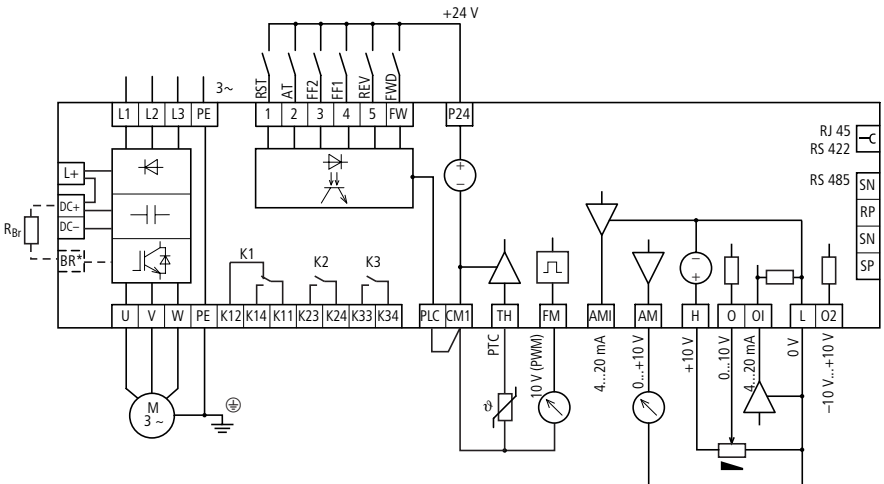 +24 V
RST
AT
FF2
FF1
REV
FWD
3~
L1 L2 L3 PE
1 2 3 4 5 FW
P24
RJ 45
RS 422
RS 485
SN
RP
SN
SP
L+
DC+
DC−
BR*
RBr
+
−
−
+
K1
K2
K3
U V W PE K12 K14 K11 K23 K24 K33 K34
PLC CM1 TH FM AMI AM H O OI L O2
PTC
10 V (PWM)
4...20 mA
0...+10 V
+10 V
0...10 V
4...20 mA
0 V
−10 V...+10 V
ϑ
M
3 ~